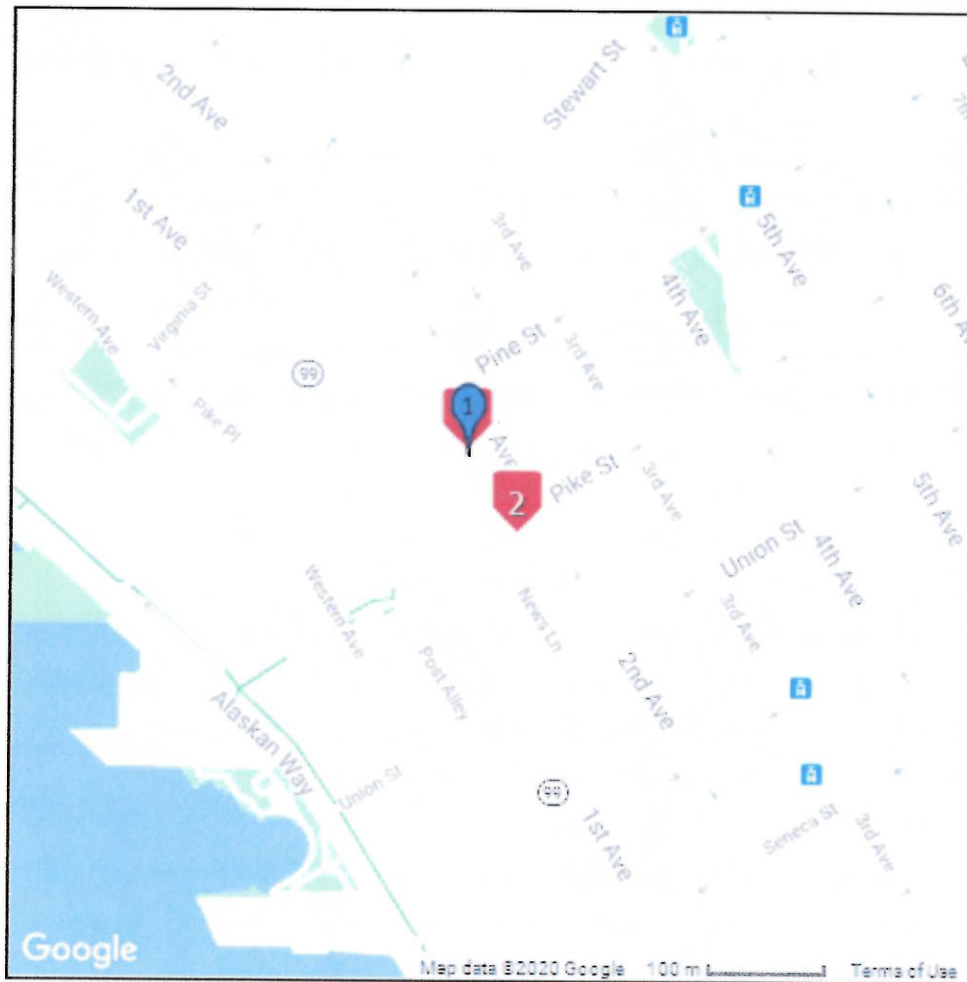 Stewart St
2nd Ave
1st Ave
3rd Ave
5th Ave
Western Ave
Virginia St
4th Ave
6th Av
Pine St
3rd Ave
99
1
Pike Pl
Ave
2
Pike St
3rd Ave
5th Ave
Union St
4th Ave
Western Ave
News Ln
3rd Ave
Post Alley
2nd Ave
Alaskan Way
Union St
99
1st Ave
Seneca St
3rd Ave
Google
Map data ©2020 Google 100 m Terms of Use